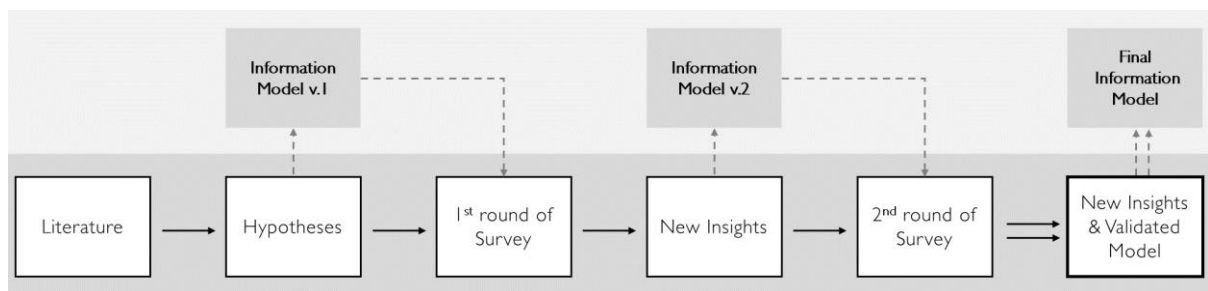 Information
Model v.1
Information
Model v.2
Final
Information
Model
Literature
Hypotheses
1st round of
Survey
New Insights
2nd round of
Survey
New Insights
& Validated
Model